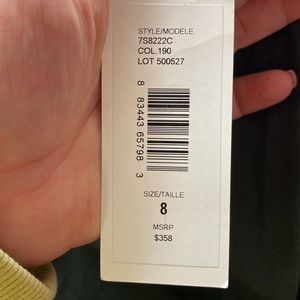 STYLE/MODELE
7S8222C
COL.190
LOT 500527
8 83443 65798 3
SIZE/TAILLE
8
MSRP
$358